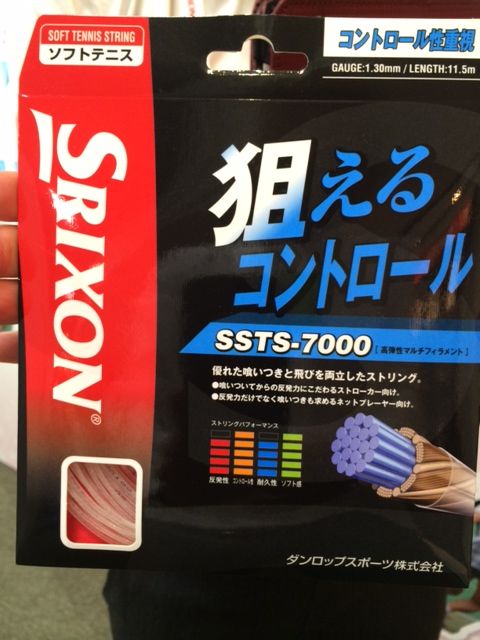 SOFT TENNIS STRING
ソフトテニス
コントロール性重視
GAUGE:1.30mm / LENGTH:11.5m
SRIXON®
狙える
コントロール
SSTS-7000 [高弾性マルチフィラメント]
優れた喰いつきと飛びを両立したストリング。
●喰いついてからの反発力にこだわるストローカー向け。
●反発力だけでなく喰いつきも求めるネットプレーヤー向け。
ストリングパフォーマンス
反発性 コントロール性 耐久性 ソフト感
ダンロップスポーツ株式会社